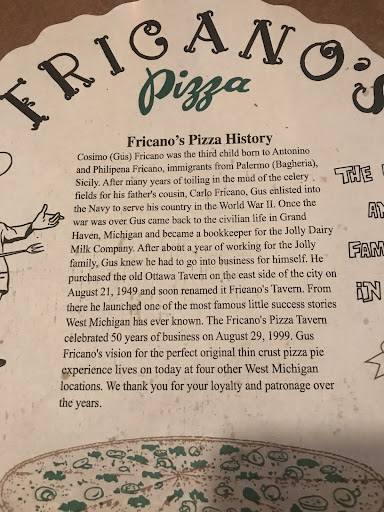 FRICANO'S
Pizza
Fricano's Pizza History
Cosimo (Gus) Fricano was the third child born to Antonino
and Philipena Fricano, immigrants from Palermo (Bagheria),
Sicily. After many years of toiling in the mud of the celery
fields for his father's cousin, Carlo Fricano, Gus enlisted into
the Navy to serve his country in the World War II. Once the
war was over Gus came back to the civilian life in Grand
Haven, Michigan and became a bookkeeper for the Jolly Dairy
Milk Company. After about a year of working for the Jolly
family, Gus knew he had to go into business for himself. He
purchased the old Ottawa Tavern on the east side of the city on
August 21, 1949 and soon renamed it Fricano's Tavern. From
there he launched one of the most famous little success stories
West Michigan has ever known. The Fricano's Pizza Tavern
celebrated 50 years of business on August 29, 1999. Gus
Fricano's vision for the perfect original thin crust pizza pie
experience lives on today at four other West Michigan
locations. We thank you for your loyalty and patronage over
the years.
THE
IN